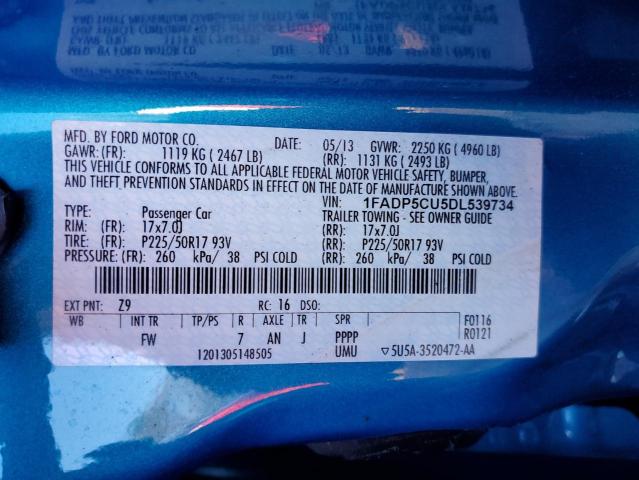 MFD. BY FORD MOTOR CO. DATE: 05/13 GVWR: 2250 KG ( 4960 LB)
GAWR: (FR): 1119 KG ( 2467 LB) (RR): 1131 KG ( 2493 LB)
THIS VEHICLE CONFORMS TO ALL APPLICABLE FEDERAL MOTOR VEHICLE SAFETY, BUMPER,
AND THEFT PREVENTION STANDARDS IN EFFECT ON THE DATE OF MANUFACTURE SHOWN ABOVE.
VIN: 1FADP5CU5DL539734
TYPE: Passenger Car TRAILER TOWING - SEE OWNER GUIDE
RIM: (FR): 17x7.0J (RR): 17x7.0J
TIRE: (FR): P225/50R17 93V (RR): P225/50R17 93V
PRESSURE: (FR): 260 kPa/ 38 PSI COLD (RR): 260 kPa/ 38 PSI COLD
EXT PNT: Z9 RC: 16 DSO:
WB INT TR TP/PS R AXLE TR SPR F0116
FW 7 AN J PPPP R0121
1201305148505 UMU ▽5U5A-3520472-AA